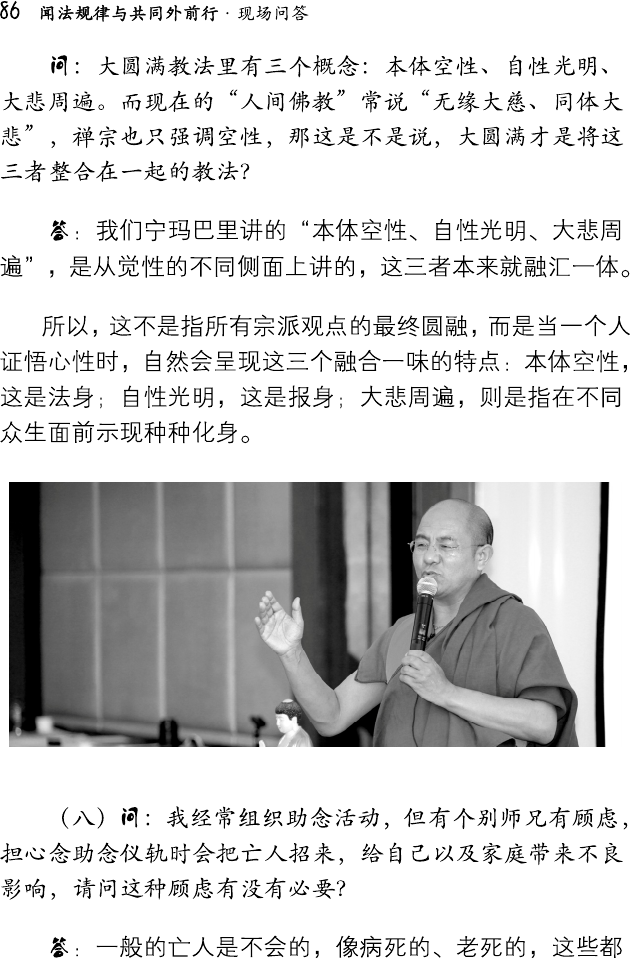 86 闻法规律与共同外前行·现场问答
问：大圆满教法里有三个概念：本体空性、自性光明、
大悲周遍。而现在的“人间佛教”常说“无缘大慈、同体大
悲”，禅宗也只强调空性，那这是不是说，大圆满才是将这
三者整合在一起的教法？
答：我们宁玛巴里讲的“本体空性、自性光明、大悲周
遍”，是从觉性的不同侧面上讲的，这三者本来就融汇一体。
所以，这不是指所有宗派观点的最终圆融，而是当一个人
证悟心性时，自然会呈现这三个融合一味的特点：本体空性，
这是法身；自性光明，这是报身；大悲周遍，则是指在不同
众生面前示现种种化身。
（八）问：我经常组织助念活动，但有个别师兄有顾虑，
担心念助念仪轨时会把亡人招来，给自己以及家庭带来不良
影响，请问这种顾虑有没有必要？
答：一般的亡人是不会的，像病死的、老死的，这些都